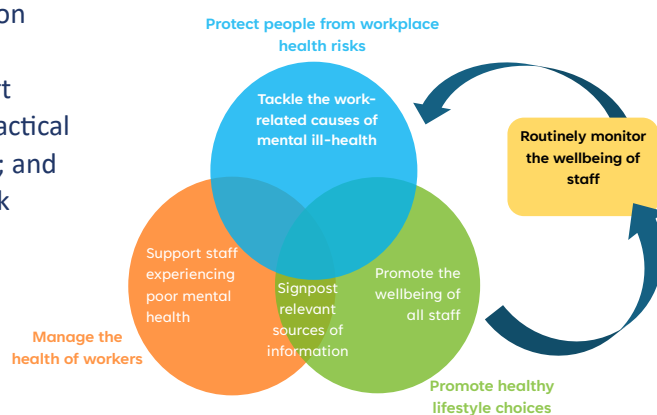 on
rt
actical
; and
k
Protect people from workplace
health risks
Tackle the work-
related causes of
mental ill-health
Routinely monitor
the wellbeing of
staff
Support staff
experiencing
poor mental
health
Signpost
relevant
sources of
information
Promote the
wellbeing of
all staff
Manage the
health of workers
Promote healthy
lifestyle choices